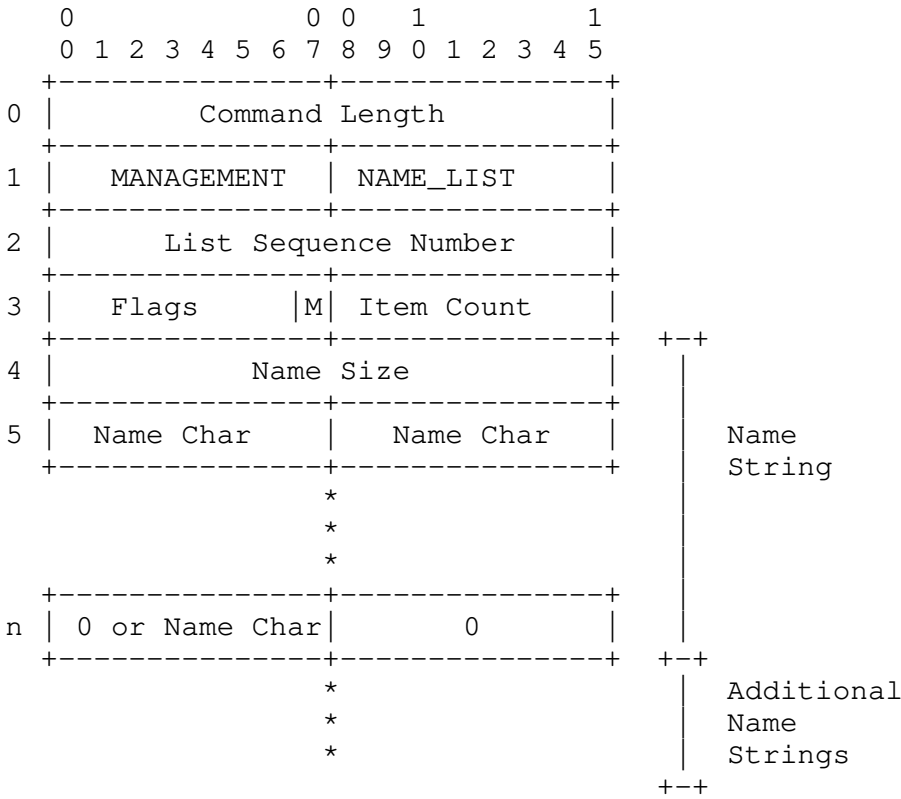 0 0 0 1 1
0 1 2 3 4 5 6 7 8 9 0 1 2 3 4 5
+---------------+---------------+
0 | Command Length |
+---------------+---------------+
1 | MANAGEMENT | NAME_LIST |
+---------------+---------------+
2 | List Sequence Number |
+---------------+---------------+
3 | Flags |M| Item Count |
+---------------+---------------+ +-+
4 | Name Size | |
+---------------+---------------+ |
5 | Name Char | Name Char | | Name
+---------------+---------------+ | String
* |
* |
* |
+---------------+---------------+ |
n | 0 or Name Char| 0 | |
+---------------+---------------+ +-+
* | Additional
* | Name
* | Strings
+-+